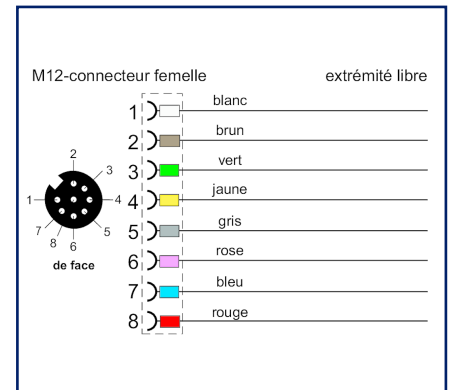 M12-connecteur femelle extrémité libre
1 blanc
2 brun
3 vert
4 jaune
5 gris
6 rose
7 bleu
8 rouge
2
3
1
4
7
5
8
6
de face